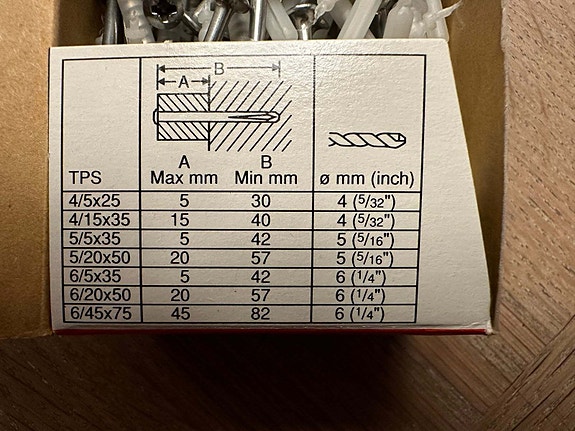 B
A
A B
TPS Max mm Min mm ø mm (inch)
4/5x25 5 30 4 (5/32")
4/15x35 15 40 4 (5/32")
5/5x35 5 42 5 (5/16")
5/20x50 20 57 5 (5/16")
6/5x35 5 42 6 (1/4")
6/20x50 20 57 6 (1/4")
6/45x75 45 82 6 (1/4")